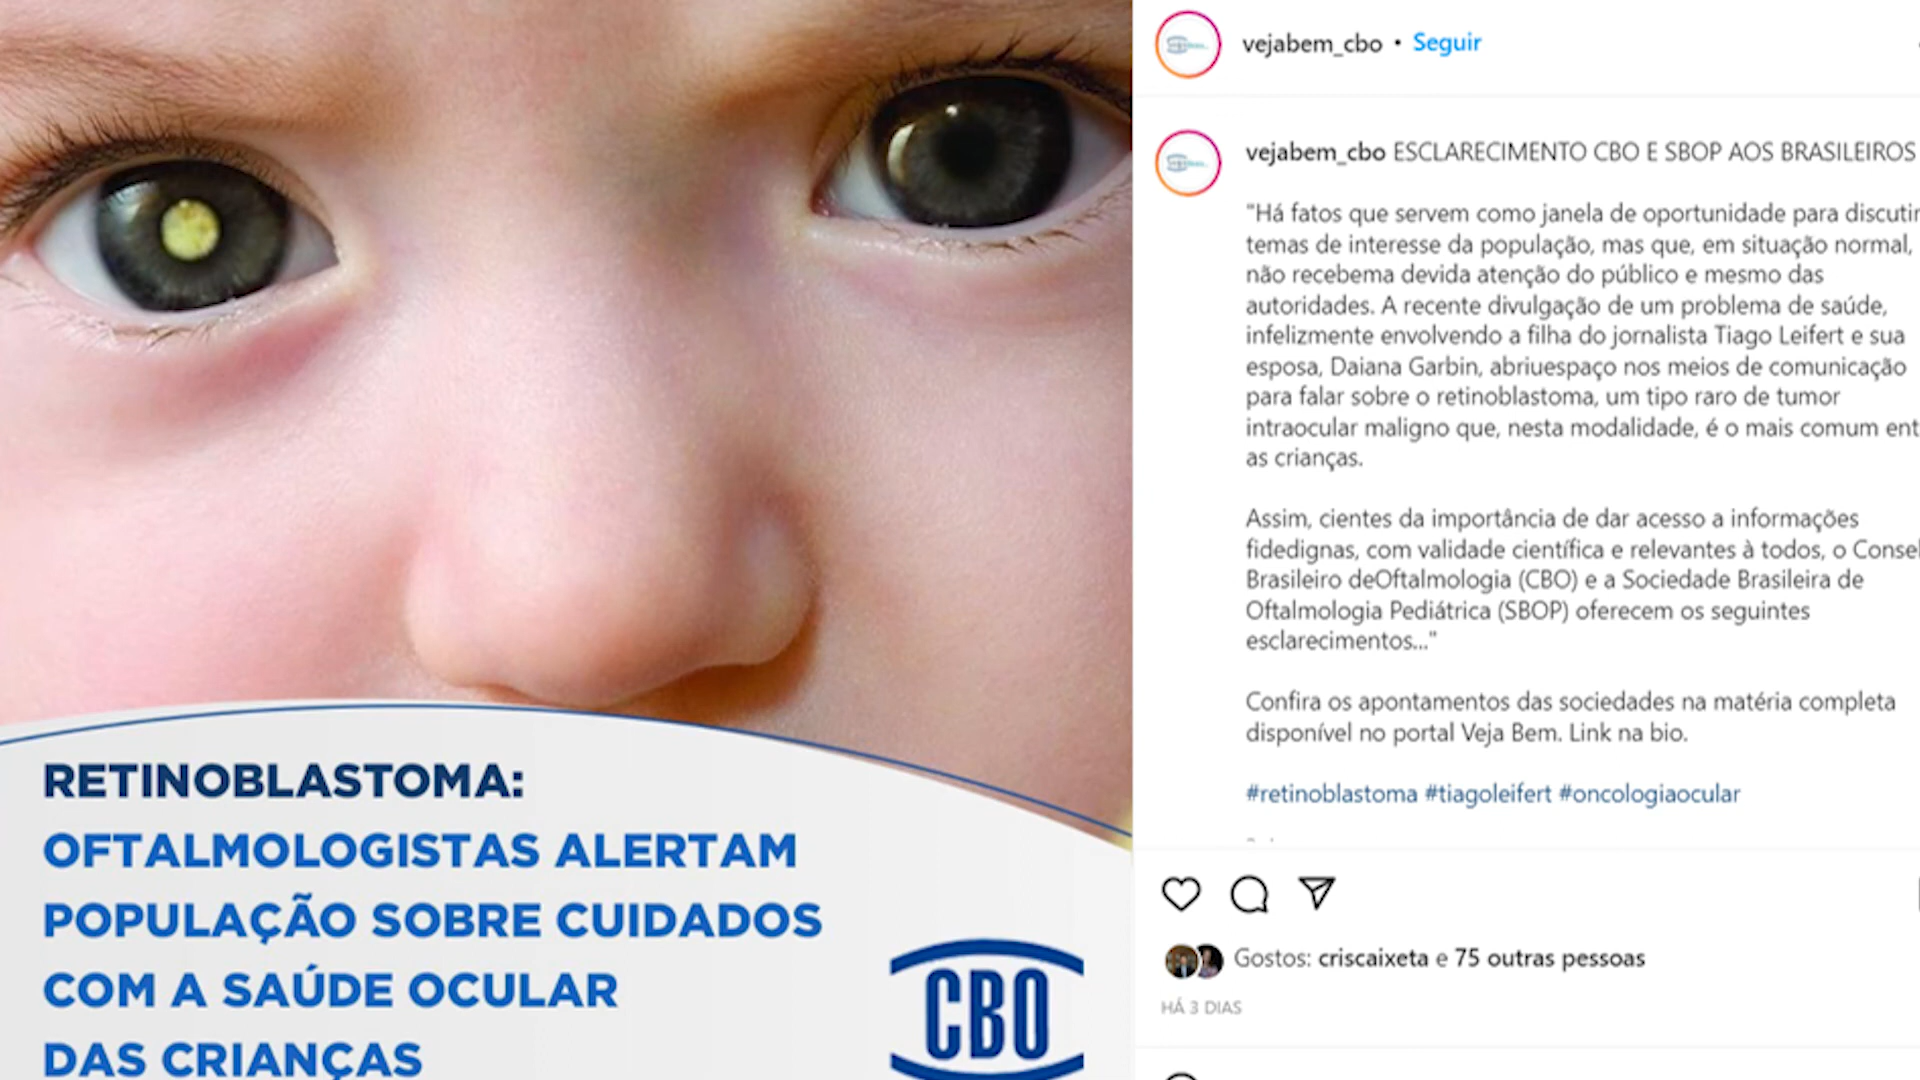 RETINOBLASTOMA:
OFTALMOLOGISTAS ALERTAM
POPULAÇÃO SOBRE CUIDADOS
COM A SAÚDE OCULAR
DAS CRIANÇAS
CBO
vejabem_cbo • Seguir
vejabem_cbo ESCLARECIMENTO CBO E SBOP AOS BRASILEIROS
"Há fatos que servem como janela de oportunidade para discutir
temas de interesse da população, mas que, em situação normal,
não recebema devida atenção do público e mesmo das
autoridades. A recente divulgação de um problema de saúde,
infelizmente envolvendo a filha do jornalista Tiago Leifert e sua
esposa, Daiana Garbin, abriuespaço nos meios de comunicação
para falar sobre o retinoblastoma, um tipo raro de tumor
intraocular maligno que, nesta modalidade, é o mais comum ent
as crianças.
Assim, cientes da importância de dar acesso a informações
fidedignas, com validade científica e relevantes à todos, o Consel
Brasileiro deOftalmologia (CBO) e a Sociedade Brasileira de
Oftalmologia Pediátrica (SBOP) oferecem os seguintes
esclarecimentos..."
Confira os apontamentos das sociedades na matéria completa
disponível no portal Veja Bem. Link na bio.
#retinoblastoma #tiagoleifert #oncologiaocular
Gostos: criscaixeta e 75 outras pessoas
HÁ 3 DIAS